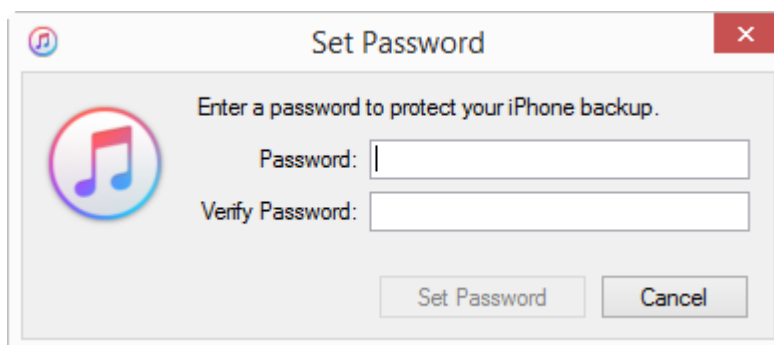 Set Password
Enter a password to protect your iPhone backup.
Password:
Verify Password:
Set Password Cancel